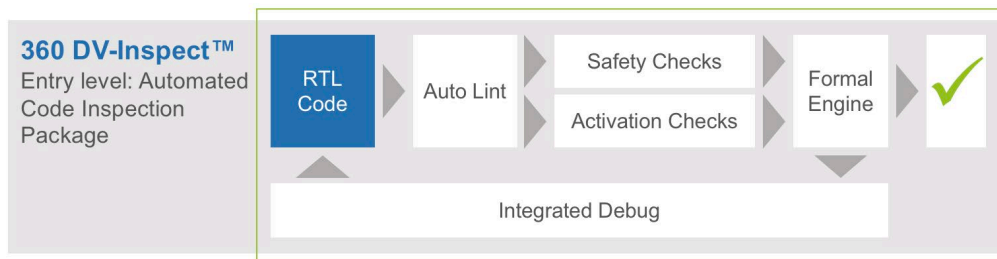 360 DV-Inspect™
Entry level: Automated
Code Inspection
Package
RTL
Code
Auto Lint
Safety Checks
Activation Checks
Formal
Engine
Integrated Debug